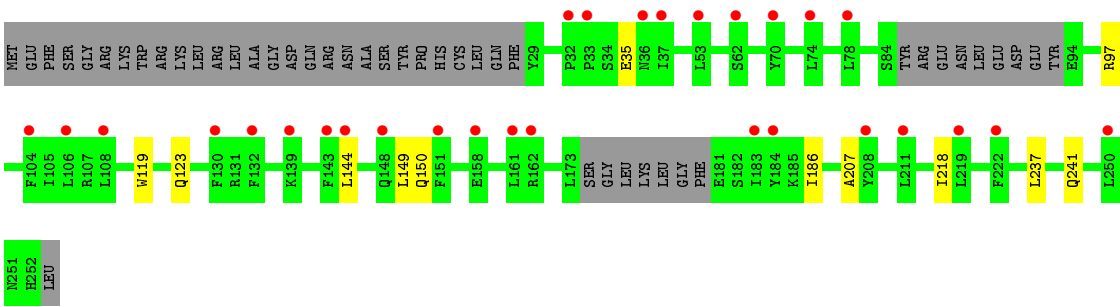 MET GLU PHE SER GLY ARG LYS TRP ARG LYS LEU ARG LEU ALA GLY ASP GLN ARG ASN ALA SER TYR PRO HIS CYS LEU GLN PHE Y29 P32 P33 S34 E35 N36 I37 L53 S62 Y70 L74 L78 S84 TYR ARG GLU ASN LEU GLU ASP GLU TYR E94 R97
F104 I105 L106 R107 L108 W119 Q123 F130 R131 F132 K139 F143 L144 Q148 L149 Q150 F151 E158 L161 R162 L173 SER GLY LEU LYS LEU GLY PHE E181 S182 I183 Y184 K185 I186 A207 Y208 L211 I218 L219 F222 L237 Q241 L250
N251 H252 LEU